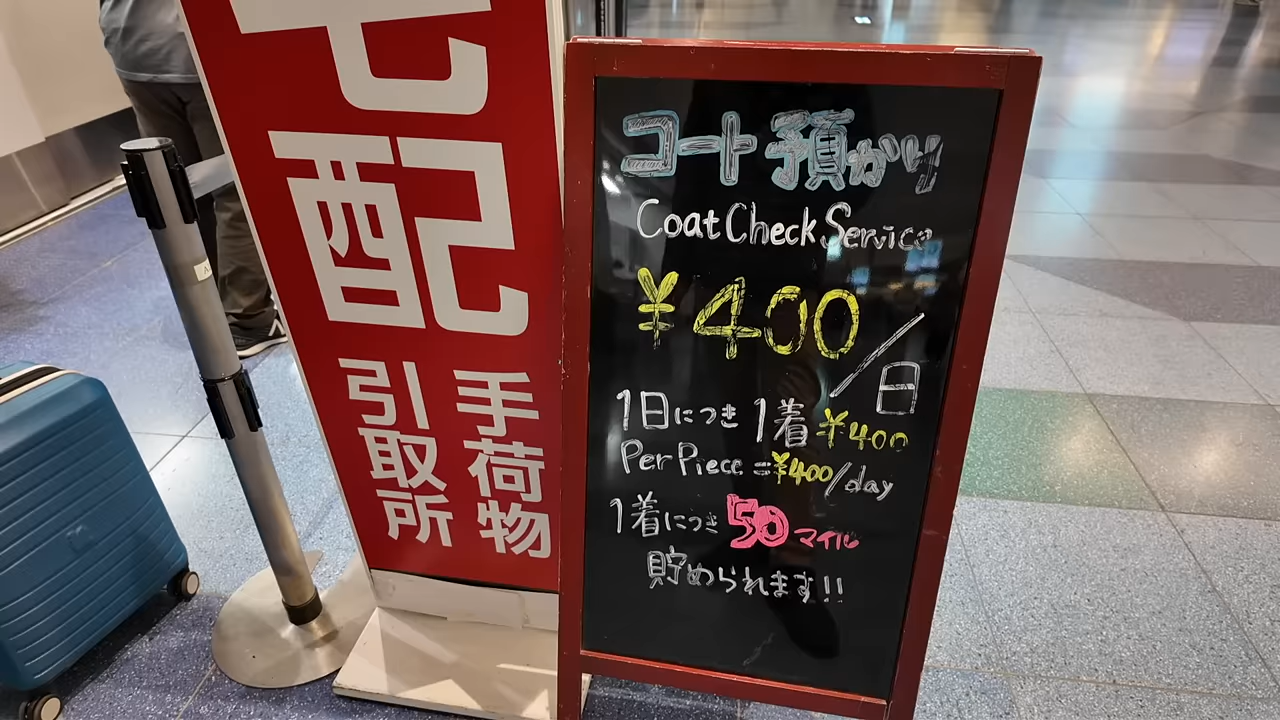 宅配
手荷物
引取所
コート預かり
Coat Check Service
¥400/日
1日につき1着¥400
Per Piece =¥400/day
1着につき50マイル
貯められます!!